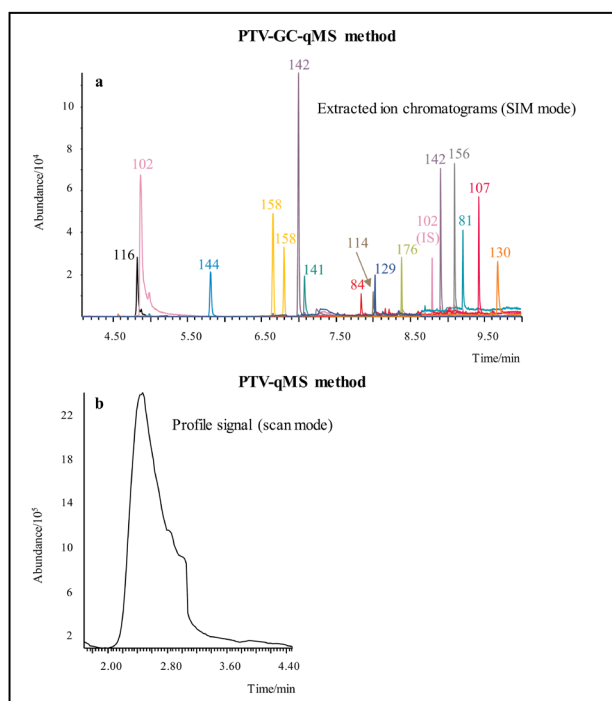 PTV-GC-qMS method
a
142
Extracted ion chromatograms (SIM mode)
10
8
6
4
2
Abundance/10⁴
102
116
144
158
158
141
114
84
129
176
102
(IS)
142
156
81
107
130
4.50 5.50 6.50 7.50 8.50 9.50
Time/min
PTV-qMS method
b
Profile signal (scan mode)
22
18
14
10
6
2
Abundance/10⁵
2.00 2.80 3.60 4.40
Time/min